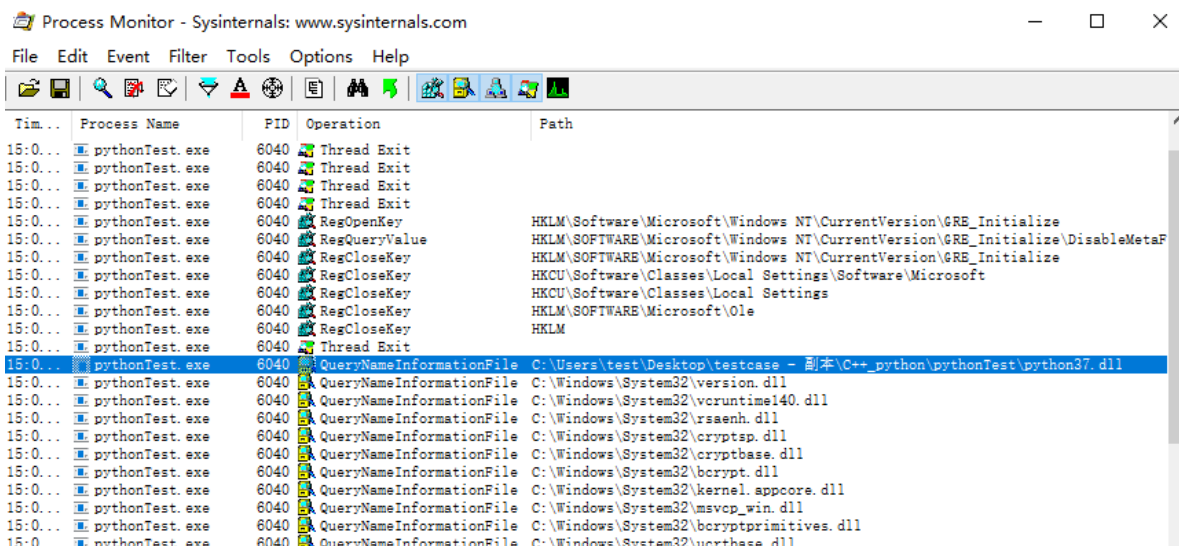 Process Monitor - Sysinternals: www.sysinternals.com
File Edit Event Filter Tools Options Help
Tim... Process Name PID Operation Path
15:0... pythonTest.exe 6040 Thread Exit
15:0... pythonTest.exe 6040 Thread Exit
15:0... pythonTest.exe 6040 Thread Exit
15:0... pythonTest.exe 6040 Thread Exit
15:0... pythonTest.exe 6040 RegOpenKey HKLM\Software\Microsoft\Windows NT\CurrentVersion\GRE_Initialize
15:0... pythonTest.exe 6040 RegQueryValue HKLM\SOFTWARE\Microsoft\Windows NT\CurrentVersion\GRE_Initialize\DisableMetaF
15:0... pythonTest.exe 6040 RegCloseKey HKLM\SOFTWARE\Microsoft\Windows NT\CurrentVersion\GRE_Initialize
15:0... pythonTest.exe 6040 RegCloseKey HKCU\Software\Classes\Local Settings\Software\Microsoft
15:0... pythonTest.exe 6040 RegCloseKey HKCU\Software\Classes\Local Settings
15:0... pythonTest.exe 6040 RegCloseKey HKLM\SOFTWARE\Microsoft\Ole
15:0... pythonTest.exe 6040 RegCloseKey HKLM
15:0... pythonTest.exe 6040 Thread Exit
15:0... pythonTest.exe 6040 QueryNameInformationFile C:\Users\test\Desktop\testcase - 副本\C++_python\pythonTest\python37.dll
15:0... pythonTest.exe 6040 QueryNameInformationFile C:\Windows\System32\version.dll
15:0... pythonTest.exe 6040 QueryNameInformationFile C:\Windows\System32\vcruntime140.dll
15:0... pythonTest.exe 6040 QueryNameInformationFile C:\Windows\System32\rsaenh.dll
15:0... pythonTest.exe 6040 QueryNameInformationFile C:\Windows\System32\cryptsp.dll
15:0... pythonTest.exe 6040 QueryNameInformationFile C:\Windows\System32\cryptbase.dll
15:0... pythonTest.exe 6040 QueryNameInformationFile C:\Windows\System32\bcrypt.dll
15:0... pythonTest.exe 6040 QueryNameInformationFile C:\Windows\System32\kernel.appcore.dll
15:0... pythonTest.exe 6040 QueryNameInformationFile C:\Windows\System32\msvcp_win.dll
15:0... pythonTest.exe 6040 QueryNameInformationFile C:\Windows\System32\bcryptprimitives.dll
15:0... pythonTest.exe 6040 QueryNameInformationFile C:\Windows\System32\ucrtbase.dll